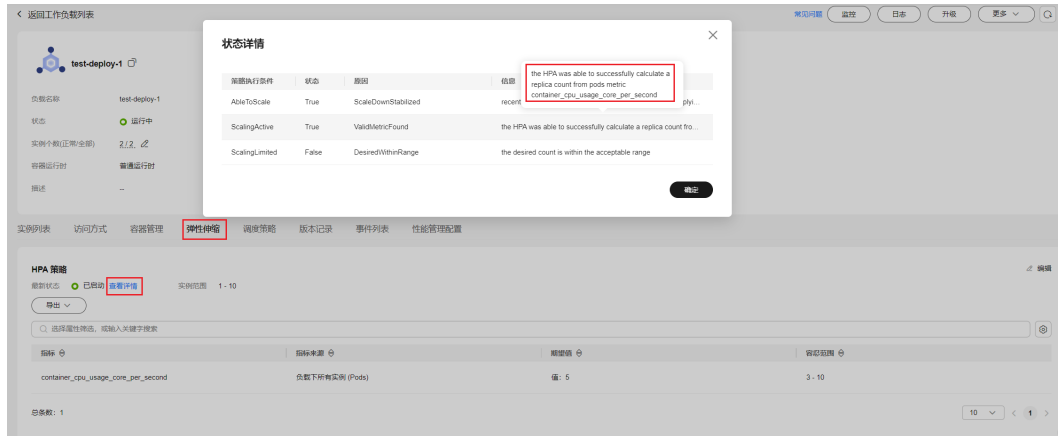 返回工作负载列表
常见问题 监控 日志 升级 更多
test-deploy-1
负载名称 test-deploy-1
状态 运行中
实例个数(正常/全部) 2 / 2
容器运行时 普通运行时
描述 --
状态详情
策略执行条件 状态 原因 信息
AbleToScale True ScaleDownStabilized recent plyi...
ScalingActive True ValidMetricFound the HPA was able to successfully calculate a replica count fro...
ScalingLimited False DesiredWithinRange the desired count is within the acceptable range
the HPA was able to successfully calculate a
replica count from pods metric
container_cpu_usage_core_per_second
确定
实例列表 访问方式 容器管理 弹性伸缩 调度策略 版本记录 事件列表 性能管理配置
HPA 策略 编辑
最新状态 已启动 查看详情 实例范围 1 - 10
导出
选择属性筛选，或输入关键字搜索
指标 指标来源 期望值 容忍范围
container_cpu_usage_core_per_second 负载下所有实例 (Pods) 值：5 3 - 10
总条数：1 10 1